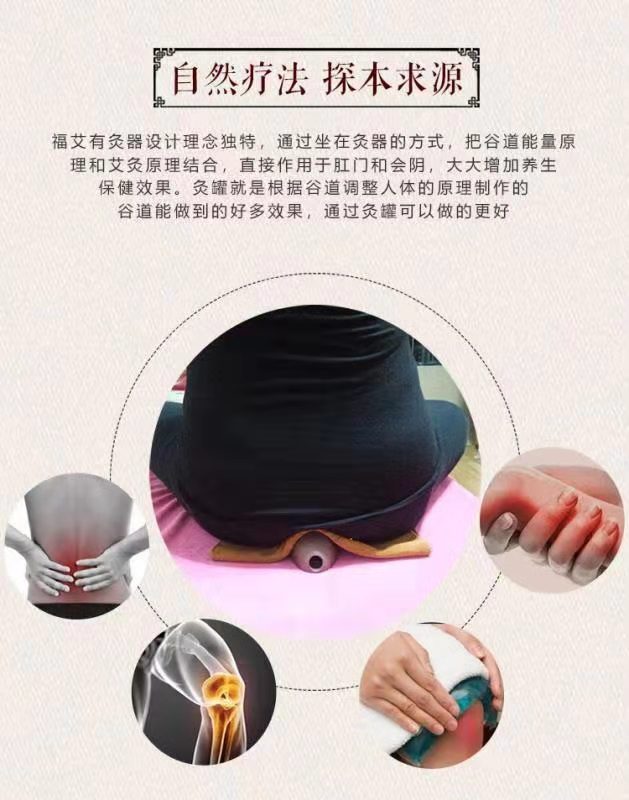 自然疗法 探本求源
福艾有灸器设计理念独特，通过坐在灸器的方式，把谷道能量原
理和艾灸原理结合，直接作用于肛门和会阴，大大增加养生
保健效果。灸罐就是根据谷道调整人体的原理制作的
谷道能做到的好多效果，通过灸罐可以做的更好